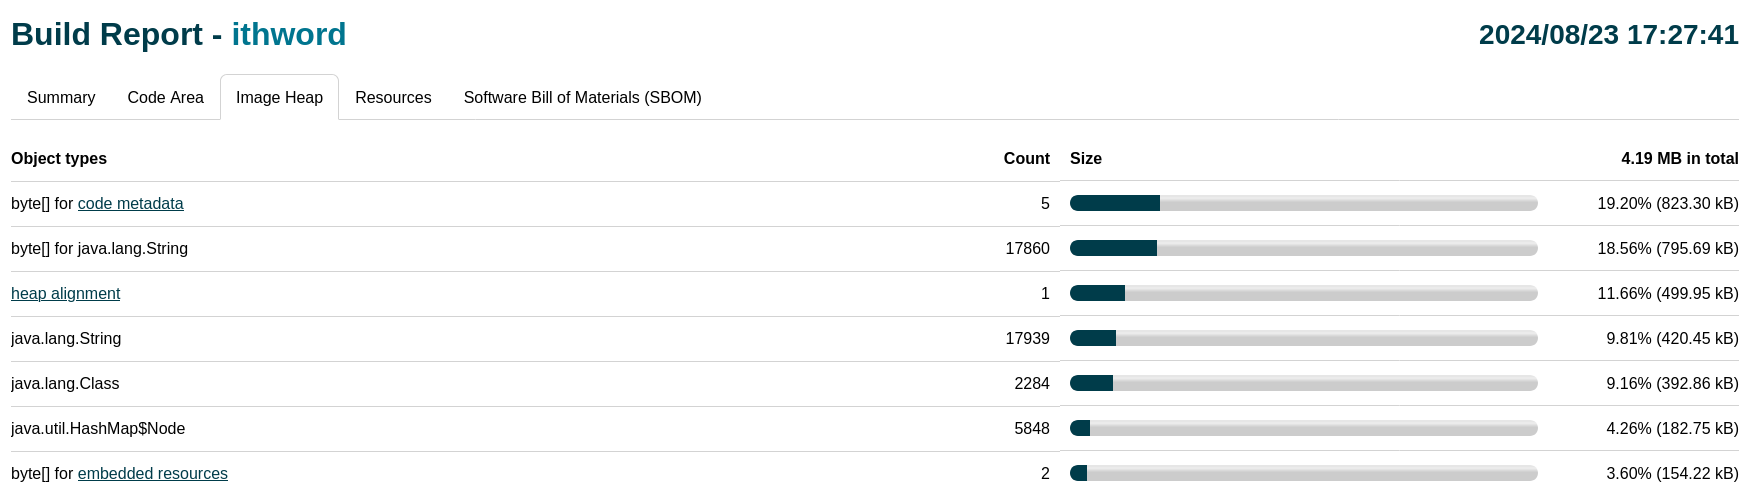 Build Report - ithword 2024/08/23 17:27:41
Summary Code Area Image Heap Resources Software Bill of Materials (SBOM)
Object types Count Size 4.19 MB in total
byte[] for code metadata 5 19.20% (823.30 kB)
byte[] for java.lang.String 17860 18.56% (795.69 kB)
heap alignment 1 11.66% (499.95 kB)
java.lang.String 17939 9.81% (420.45 kB)
java.lang.Class 2284 9.16% (392.86 kB)
java.util.HashMap$Node 5848 4.26% (182.75 kB)
byte[] for embedded resources 2 3.60% (154.22 kB)